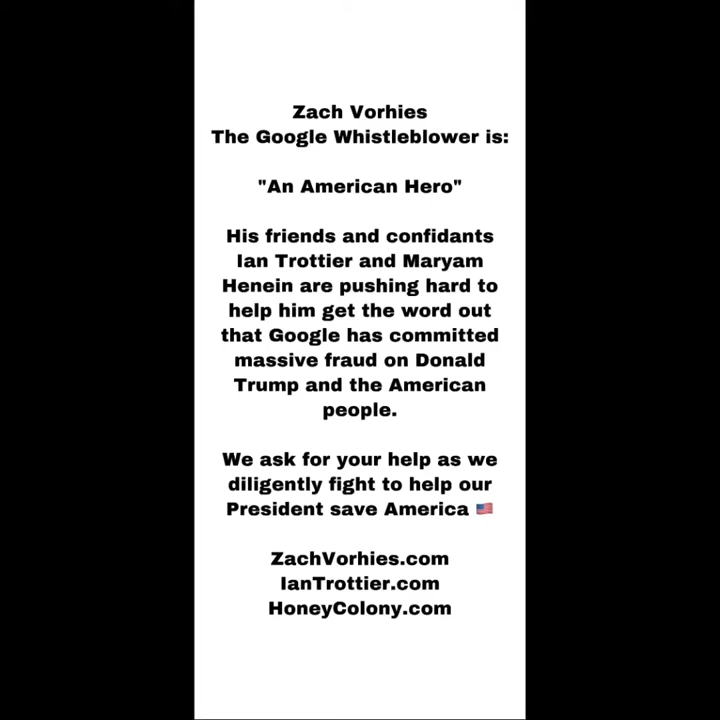 Zach Vorhies
The Google Whistleblower is:
"An American Hero"
His friends and confidants
Ian Trottier and Maryam
Henein are pushing hard to
help him get the word out
that Google has committed
massive fraud on Donald
Trump and the American
people.
We ask for your help as we
diligently fight to help our
President save America 🇺🇸
ZachVorhies.com
IanTrottier.com
HoneyColony.com